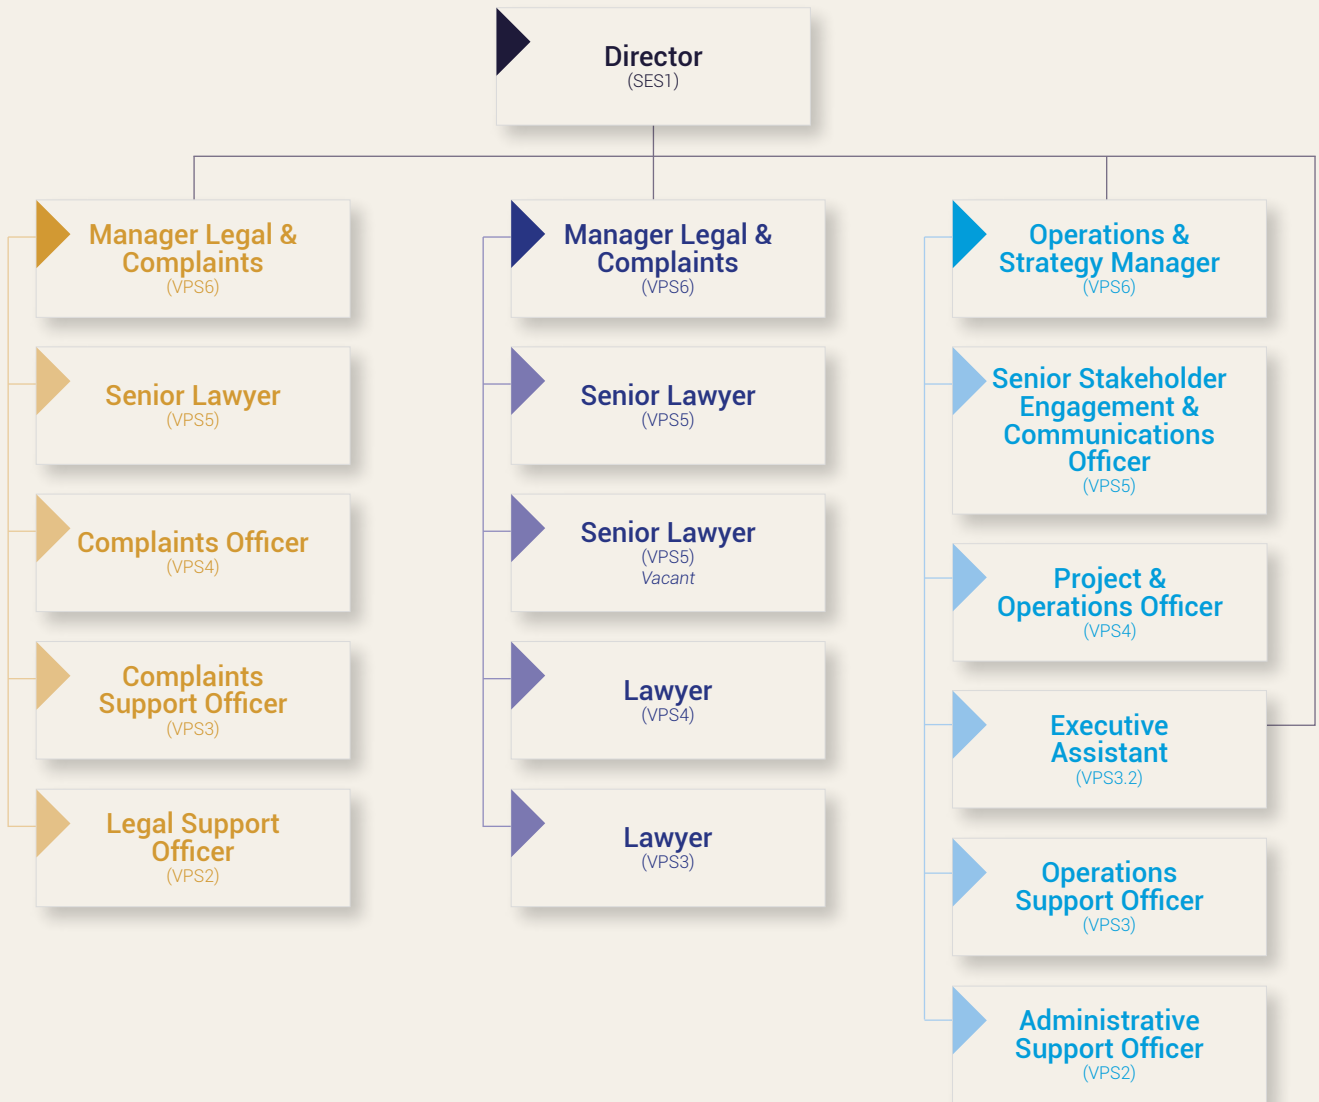 Director
(SES1)
Manager Legal &
Complaints
(VPS6)
Senior Lawyer
(VPS5)
Complaints Officer
(VPS4)
Complaints
Support Officer
(VPS3)
Legal Support
Officer
(VPS2)
Manager Legal &
Complaints
(VPS6)
Senior Lawyer
(VPS5)
Senior Lawyer
(VPS5)
Vacant
Lawyer
(VPS4)
Lawyer
(VPS3)
Operations &
Strategy Manager
(VPS6)
Senior Stakeholder
Engagement &
Communications
Officer
(VPS5)
Project &
Operations Officer
(VPS4)
Executive
Assistant
(VPS3.2)
Operations
Support Officer
(VPS3)
Administrative
Support Officer
(VPS2)